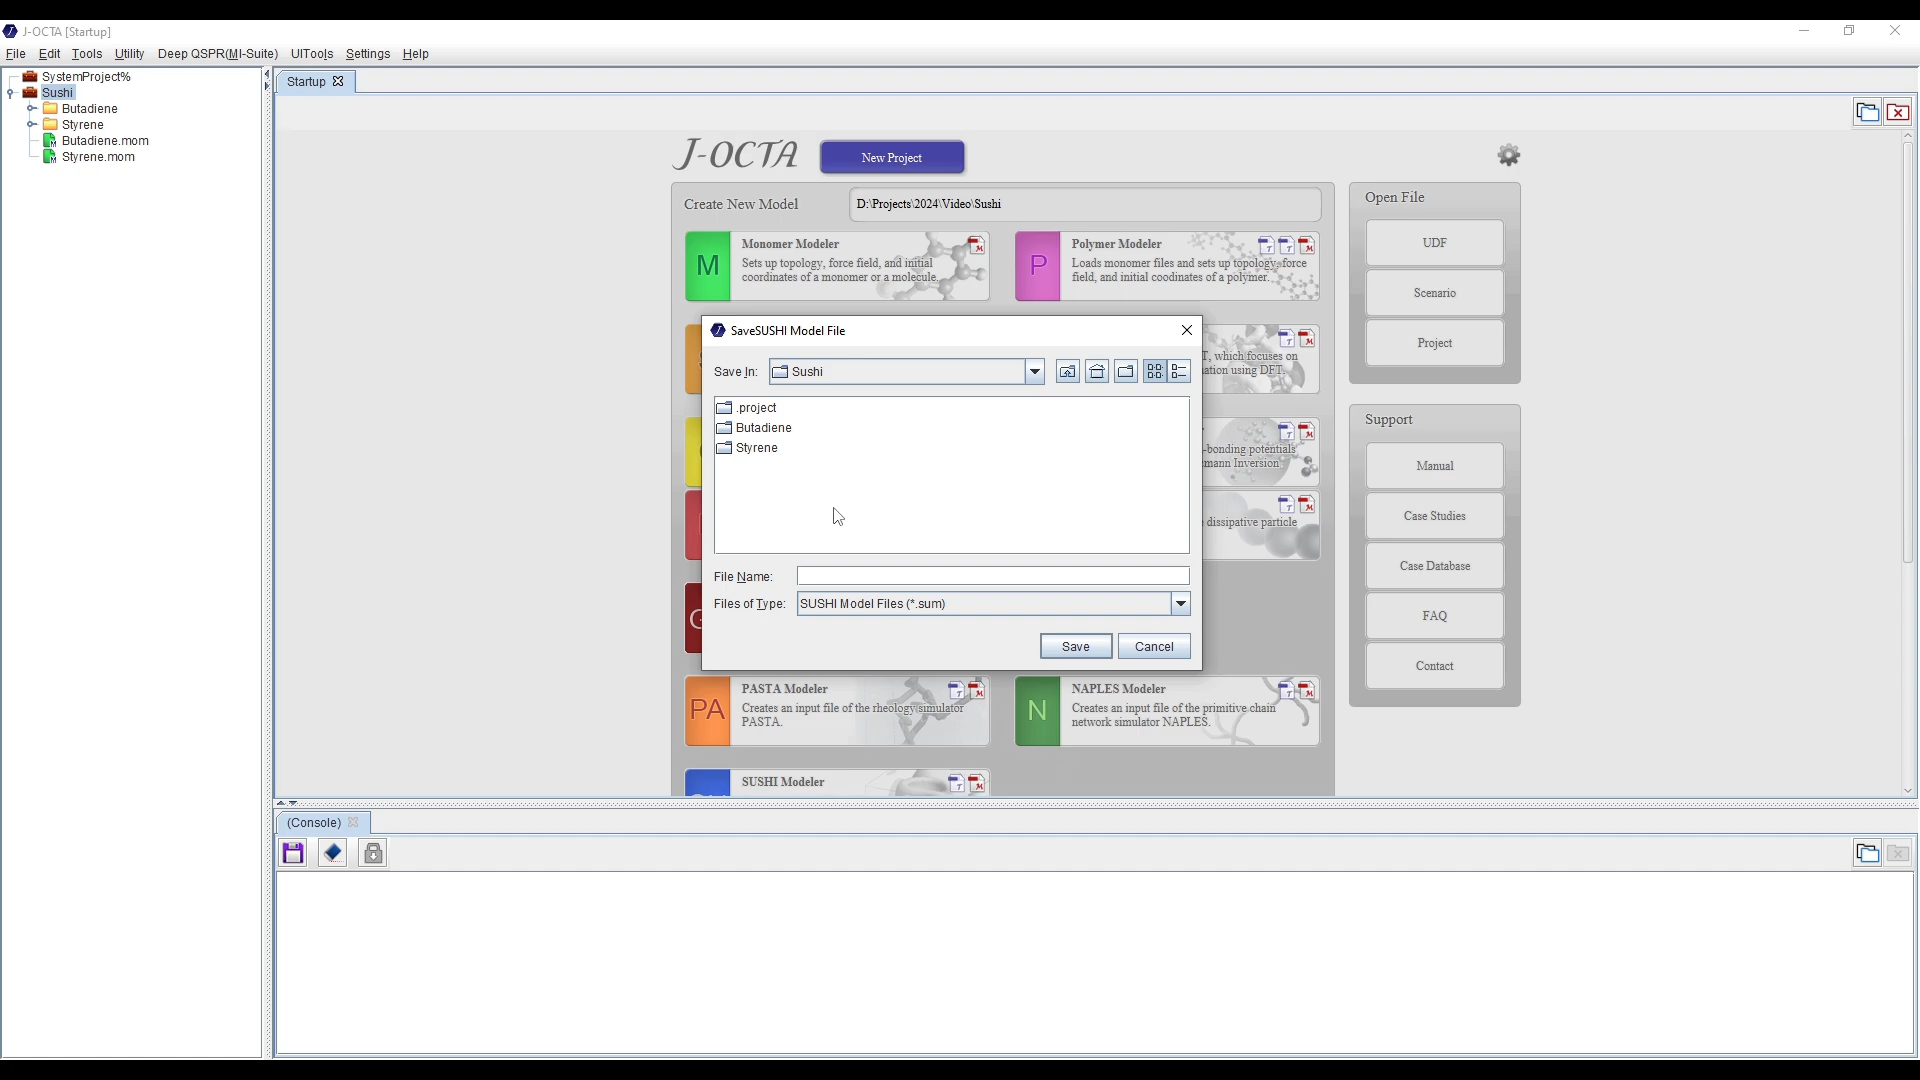 J-OCTA [Startup]
File Edit Tools Utility Deep QSPR(MI-Suite) UITools Settings Help
SystemProject%
Sushi
Butadiene
Styrene
Butadiene.mom
Styrene.mom
Startup
J-OCTA
New Project
Create New Model
D:\Projects\2024\Video\Sushi
M
Monomer Modeler
Sets up topology, force field, and initial
coordinates of a monomer or a molecule.
P
Polymer Modeler
Loads monomer files and sets up topology, force
field, and initial coodinates of a polymer.
T, which focuses on
ation using DFT.
-bonding potentials
mann Inversion.
dissipative particle
SaveSUSHI Model File
Save In: Sushi
.project
Butadiene
Styrene
File Name:
Files of Type: SUSHI Model Files (*.sum)
Save Cancel
PA
PASTA Modeler
Creates an input file of the rheology simulator
PASTA.
N
NAPLES Modeler
Creates an input file of the primitive chain
network simulator NAPLES.
SUSHI Modeler
Open File
UDF
Scenario
Project
Support
Manual
Case Studies
Case Database
FAQ
Contact
(Console)